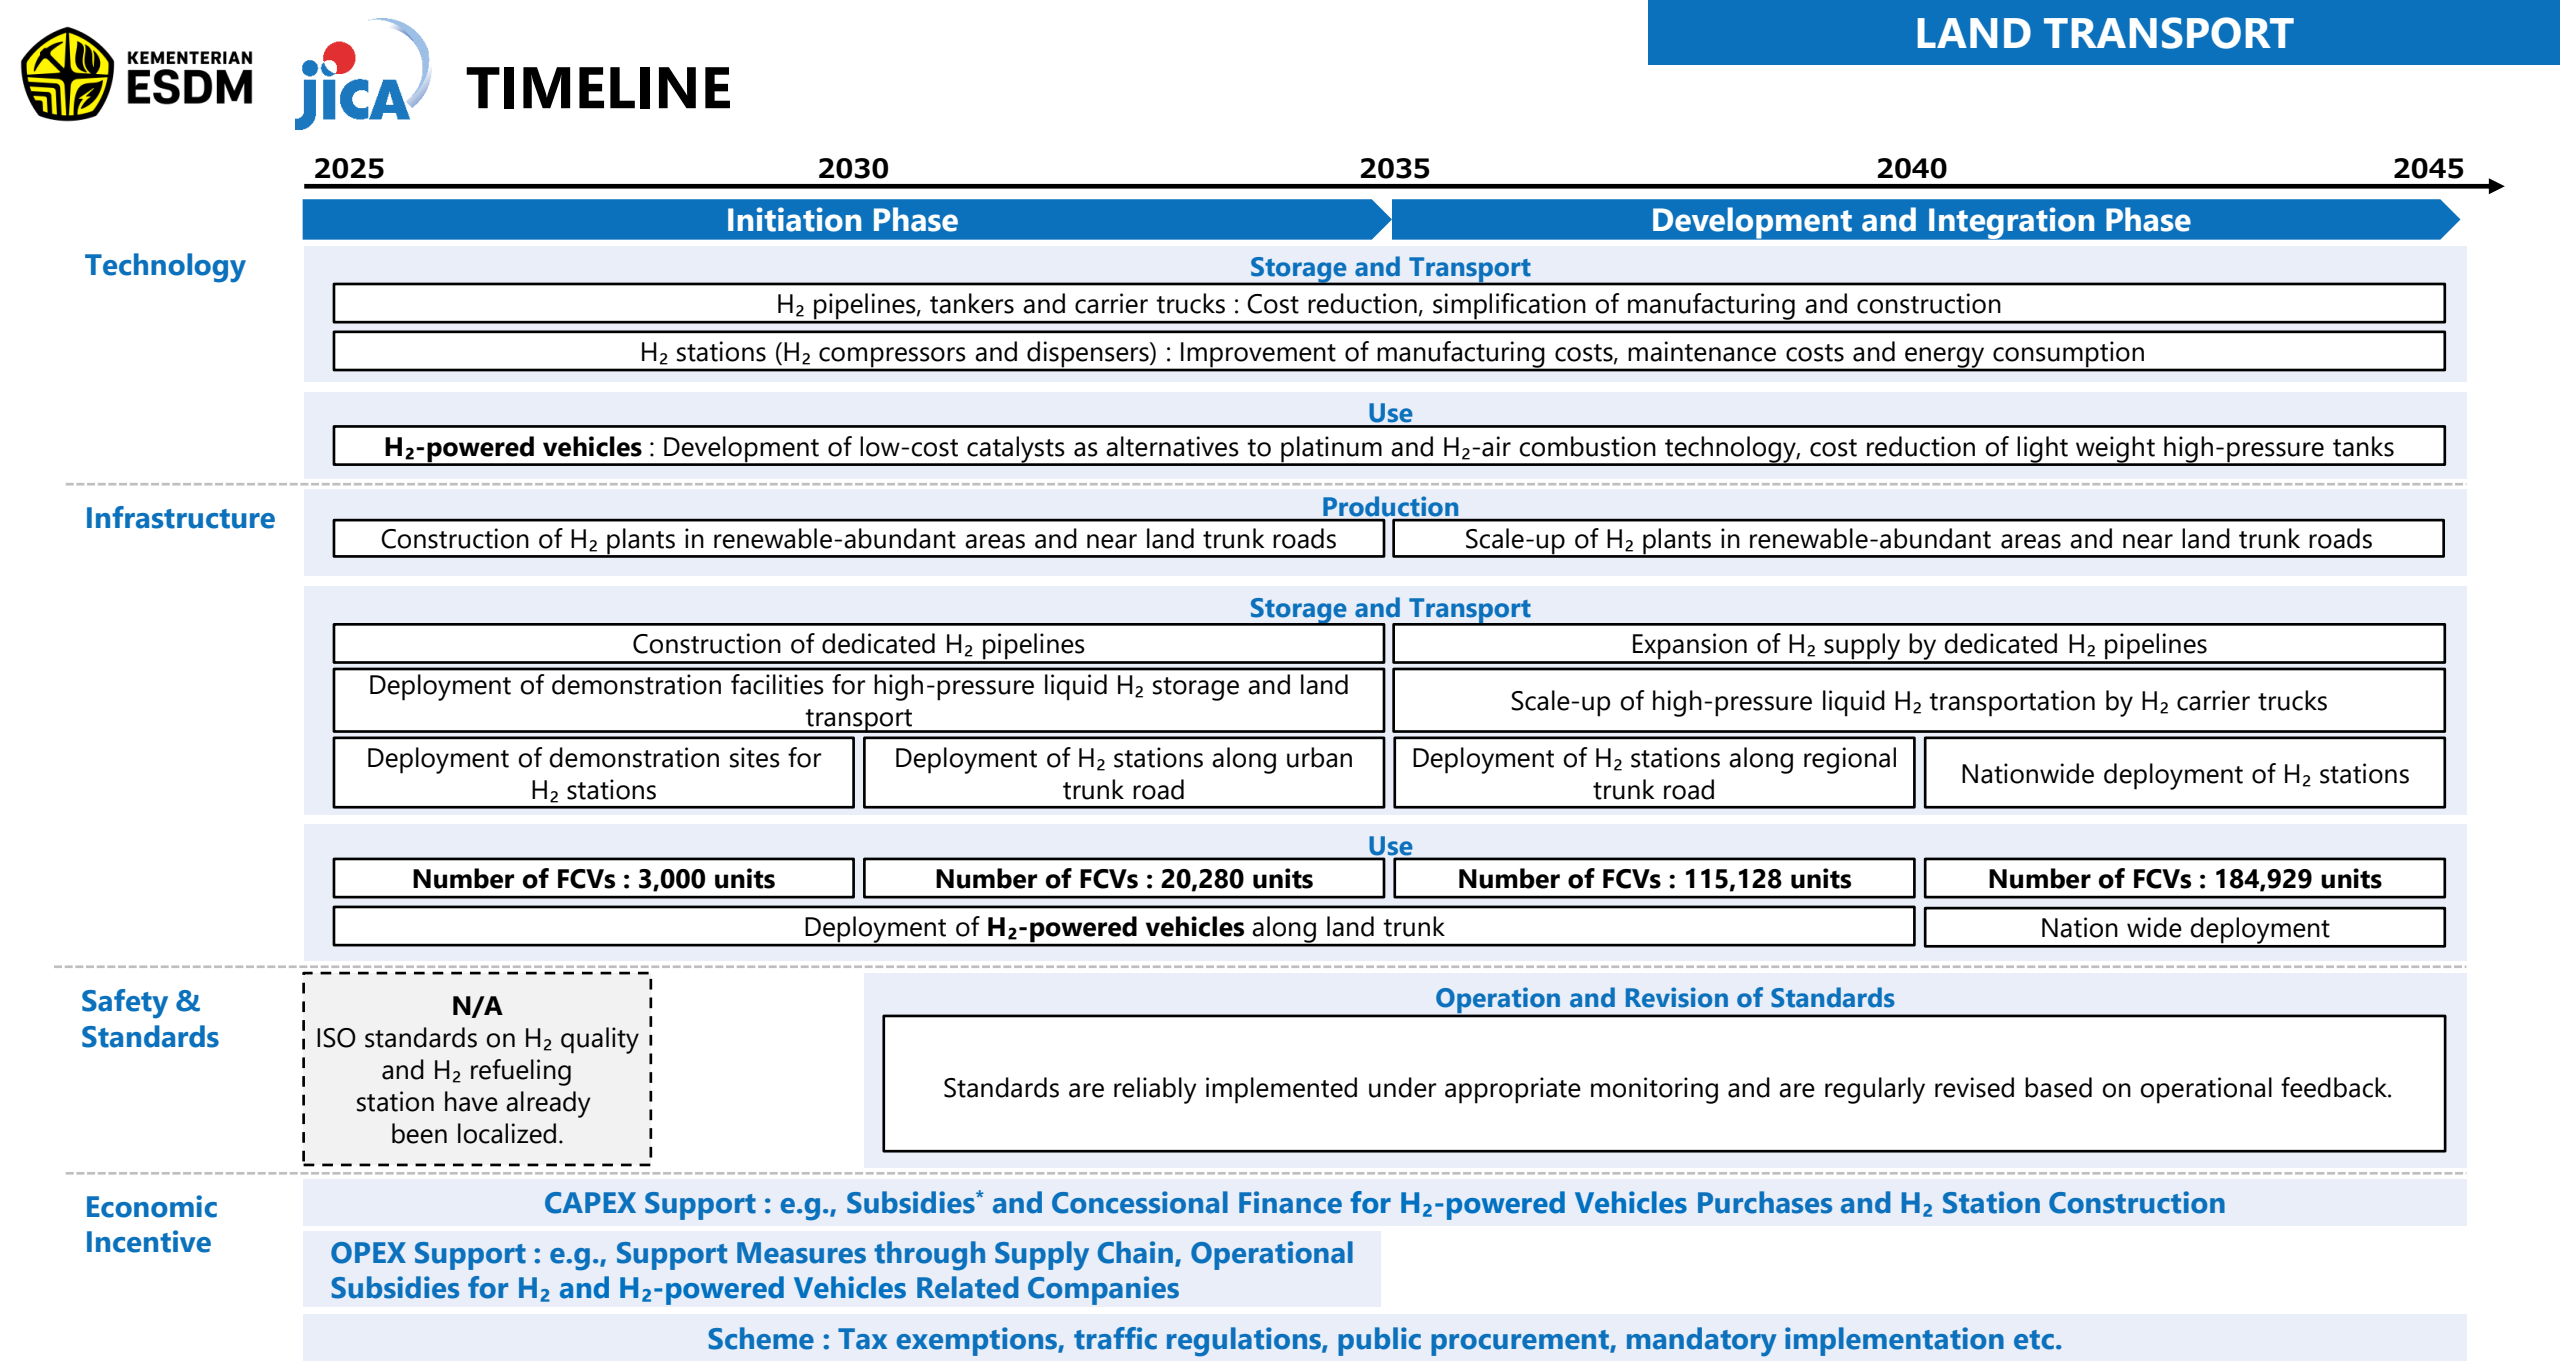 LAND TRANSPORT
KEMENTERIAN
ESDM
jICA
TIMELINE
2025 2030 2035 2040 2045
Initiation Phase Development and Integration Phase
Technology
Storage and Transport
H₂ pipelines, tankers and carrier trucks : Cost reduction, simplification of manufacturing and construction
H₂ stations (H₂ compressors and dispensers) : Improvement of manufacturing costs, maintenance costs and energy consumption
Use
H₂-powered vehicles : Development of low-cost catalysts as alternatives to platinum and H₂-air combustion technology, cost reduction of light weight high-pressure tanks
Infrastructure
Production
Construction of H₂ plants in renewable-abundant areas and near land trunk roads
Scale-up of H₂ plants in renewable-abundant areas and near land trunk roads
Storage and Transport
Construction of dedicated H₂ pipelines
Expansion of H₂ supply by dedicated H₂ pipelines
Deployment of demonstration facilities for high-pressure liquid H₂ storage and land
transport
Scale-up of high-pressure liquid H₂ transportation by H₂ carrier trucks
Deployment of demonstration sites for
H₂ stations
Deployment of H₂ stations along urban
trunk road
Deployment of H₂ stations along regional
trunk road
Nationwide deployment of H₂ stations
Use
Number of FCVs : 3,000 units
Number of FCVs : 20,280 units
Number of FCVs : 115,128 units
Number of FCVs : 184,929 units
Deployment of H₂-powered vehicles along land trunk
Nation wide deployment
Safety &
Standards
N/A
ISO standards on H₂ quality
and H₂ refueling
station have already
been localized.
Operation and Revision of Standards
Standards are reliably implemented under appropriate monitoring and are regularly revised based on operational feedback.
Economic
Incentive
CAPEX Support : e.g., Subsidies* and Concessional Finance for H₂-powered Vehicles Purchases and H₂ Station Construction
OPEX Support : e.g., Support Measures through Supply Chain, Operational
Subsidies for H₂ and H₂-powered Vehicles Related Companies
Scheme : Tax exemptions, traffic regulations, public procurement, mandatory implementation etc.